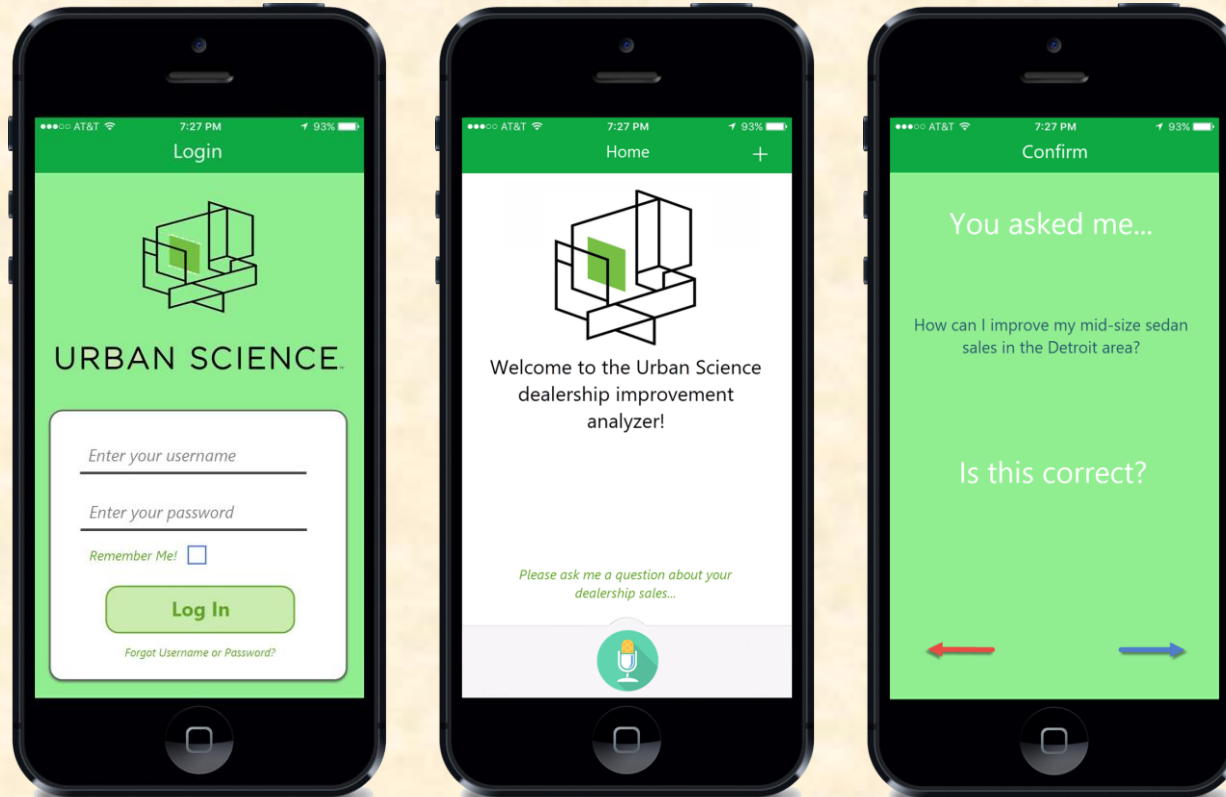 AT&T 7:27 PM 93%
Login
URBAN SCIENCE
Enter your username
Enter your password
Remember Me!
Log In
Forgot Username or Password?
AT&T 7:27 PM 93%
Home +
Welcome to the Urban Science
dealership improvement
analyzer!
Please ask me a question about your
dealership sales...
AT&T 7:27 PM 93%
Confirm
You asked me...
How can I improve my mid-size sedan
sales in the Detroit area?
Is this correct?